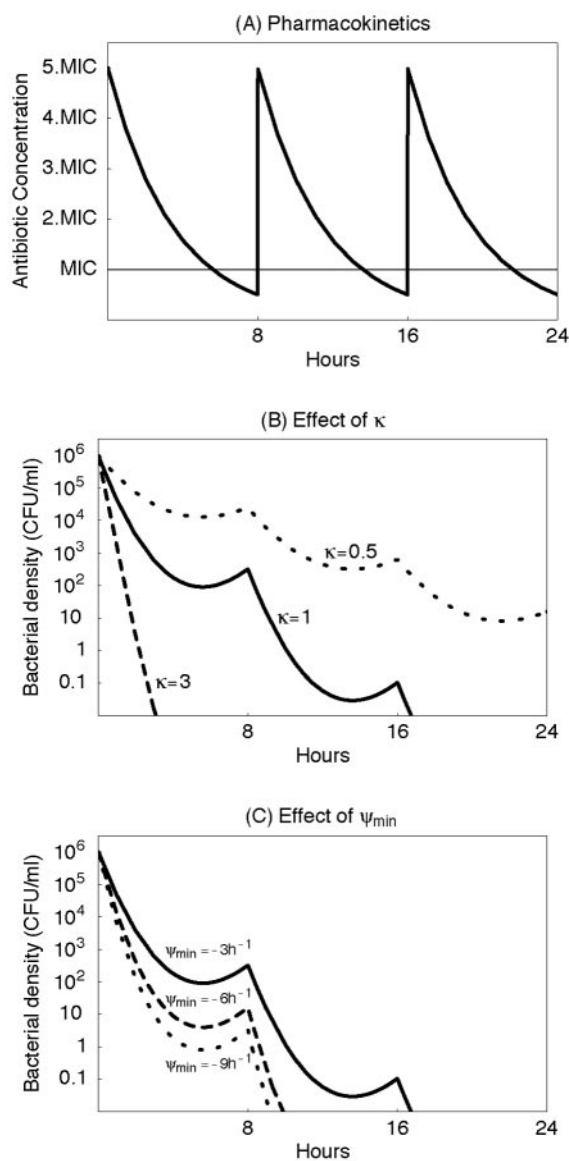 (A) Pharmacokinetics
5.MIC
4.MIC
3.MIC
2.MIC
MIC
Antibiotic Concentration
8
16
24
Hours
(B) Effect of κ
10⁶
10⁵
10⁴
10³
10²
10
1
0.1
Bacterial density (CFU/ml)
κ=0.5
κ=1
κ=3
8
16
24
Hours
(C) Effect of ψmin
10⁶
10⁵
10⁴
10³
10²
10
1
0.1
Bacterial density (CFU/ml)
ψmin = -3h⁻¹
ψmin = -6h⁻¹
ψmin = -9h⁻¹
8
16
24
Hours